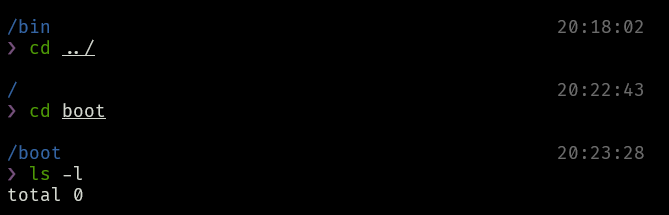 /bin 20:18:02
❯ cd ../
/ 20:22:43
❯ cd boot
/boot 20:23:28
❯ ls -l
total 0